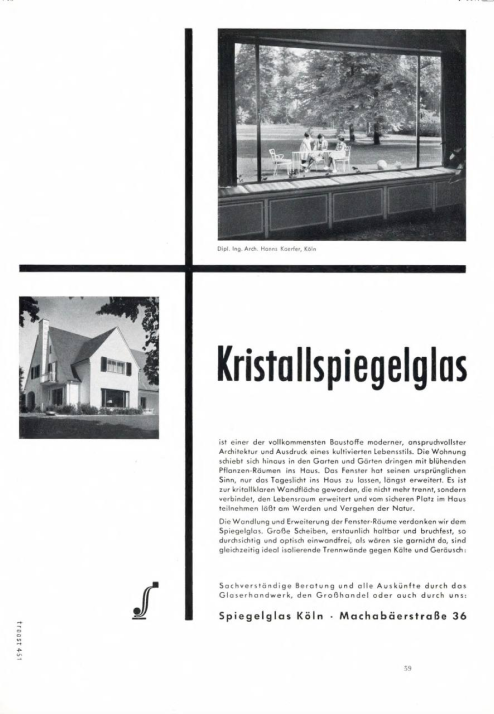 Dipl. Ing. Arch. Hanns Koerfer, Köln
Kristallspiegelglas
ist einer der vollkommensten Baustoffe moderner, anspruchvollster
Architektur und Ausdruck eines kultivierten Lebensstils. Die Wohnung
schiebt sich hinaus in den Garten und Gärten dringen mit blühenden
Pflanzen-Räumen ins Haus. Das Fenster hat seinen ursprünglichen
Sinn, nur das Tageslicht ins Haus zu lassen, längst erweitert. Es ist
zur kritallklaren Wandfläche geworden, die nicht mehr trennt, sondern
verbindet, den Lebensraum erweitert und vom sicheren Platz im Haus
teilnehmen läßt am Werden und Vergehen der Natur.
Die Wandlung und Erweiterung der Fenster-Räume verdanken wir dem
Spiegelglas. Große Scheiben, erstaunlich haltbar und bruchfest, so
durchsichtig und optisch einwandfrei, als wären sie garnicht da, sind
gleichzeitig ideal isolierende Trennwände gegen Kälte und Geräusch:
Sachverständige Beratung und alle Auskünfte durch das
Glaserhandwerk, den Großhandel oder auch durch uns:
Spiegelglas Köln · Machabäerstraße 36
troost 451
59